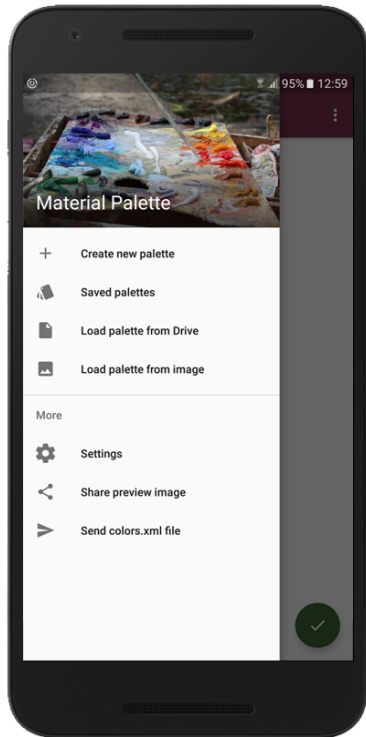 95% 12:59
Material Palette
Create new palette
Saved palettes
Load palette from Drive
Load palette from image
More
Settings
Share preview image
Send colors.xml file